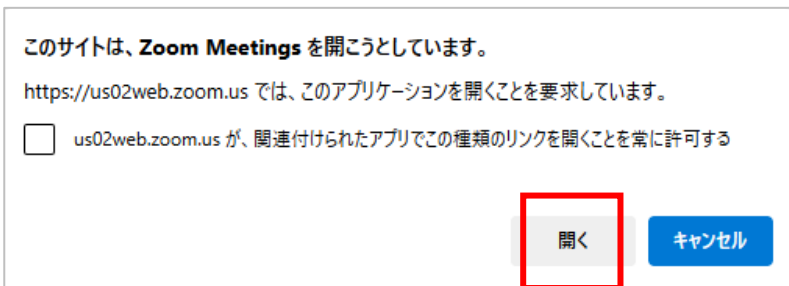 このサイトは、Zoom Meetings を開こうとしています。
https://us02web.zoom.us では、このアプリケーションを開くことを要求しています。
us02web.zoom.us が、関連付けられたアプリでこの種類のリンクを開くことを常に許可する
開く キャンセル